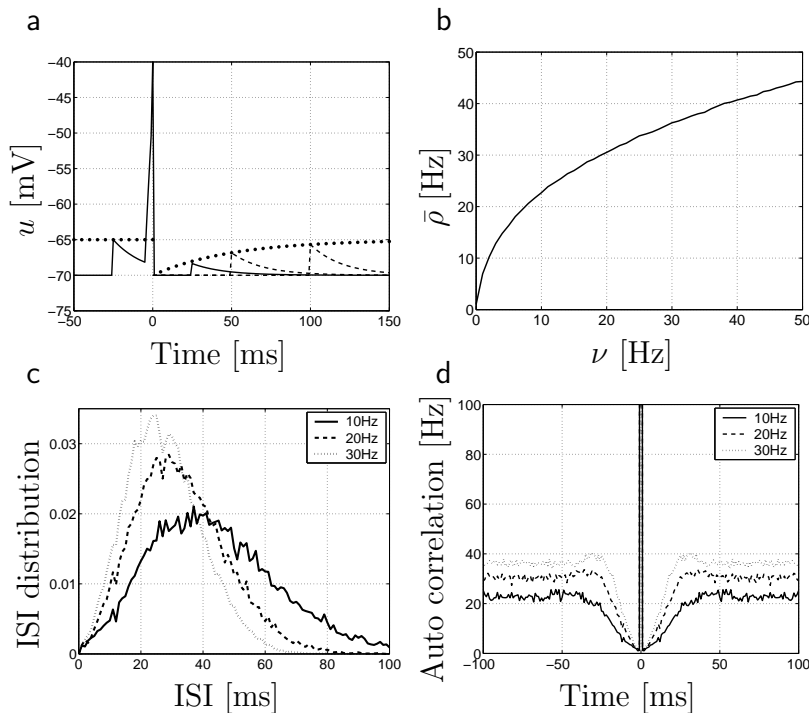 a
−40
−45
−50
−55
−60
−65
−70
−75
−50 0 50 100 150
u [mV]
Time [ms]
b
50
40
30
20
10
0
0 10 20 30 40 50
ρ̄ [Hz]
ν [Hz]
c
0.03
0.02
0.01
0
0 20 40 60 80 100
10Hz
20Hz
30Hz
ISI distribution
ISI [ms]
d
100
80
60
40
20
0
−100 −50 0 50 100
10Hz
20Hz
30Hz
Auto correlation [Hz]
Time [ms]